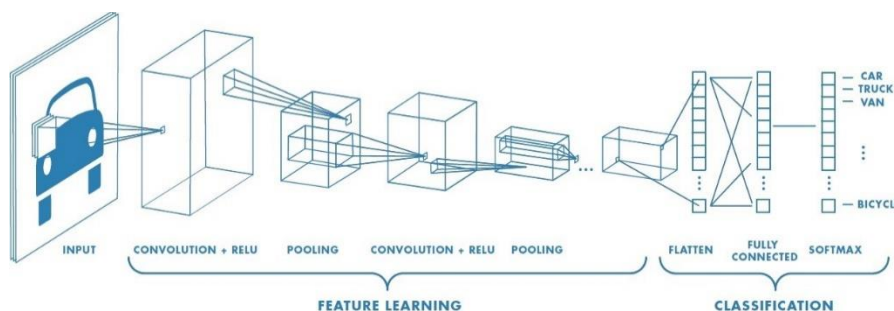 CAR
TRUCK
VAN
BICYCL
INPUT
CONVOLUTION + RELU
POOLING
CONVOLUTION + RELU
POOLING
FLATTEN
FULLY
CONNECTED
SOFTMAX
FEATURE LEARNING
CLASSIFICATION